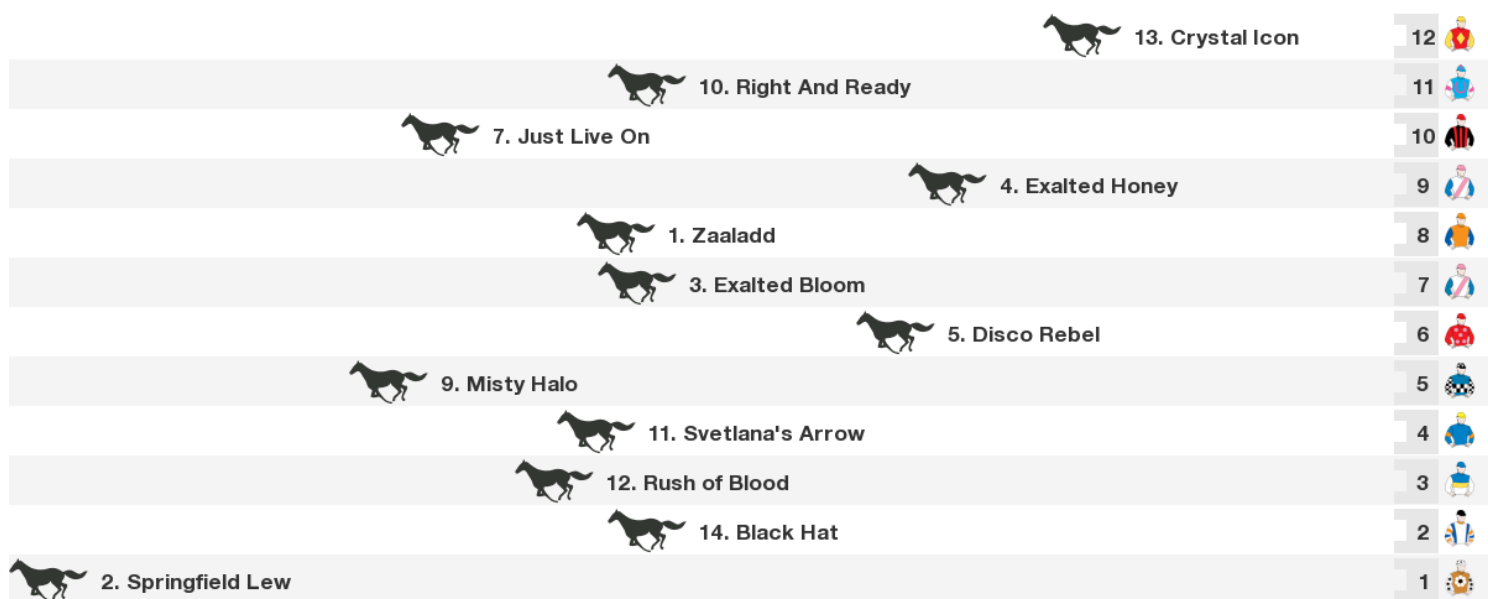 13. Crystal Icon 12
10. Right And Ready 11
7. Just Live On 10
4. Exalted Honey 9
1. Zaaladd 8
3. Exalted Bloom 7
5. Disco Rebel 6
9. Misty Halo 5
11. Svetlana's Arrow 4
12. Rush of Blood 3
14. Black Hat 2
2. Springfield Lew 1